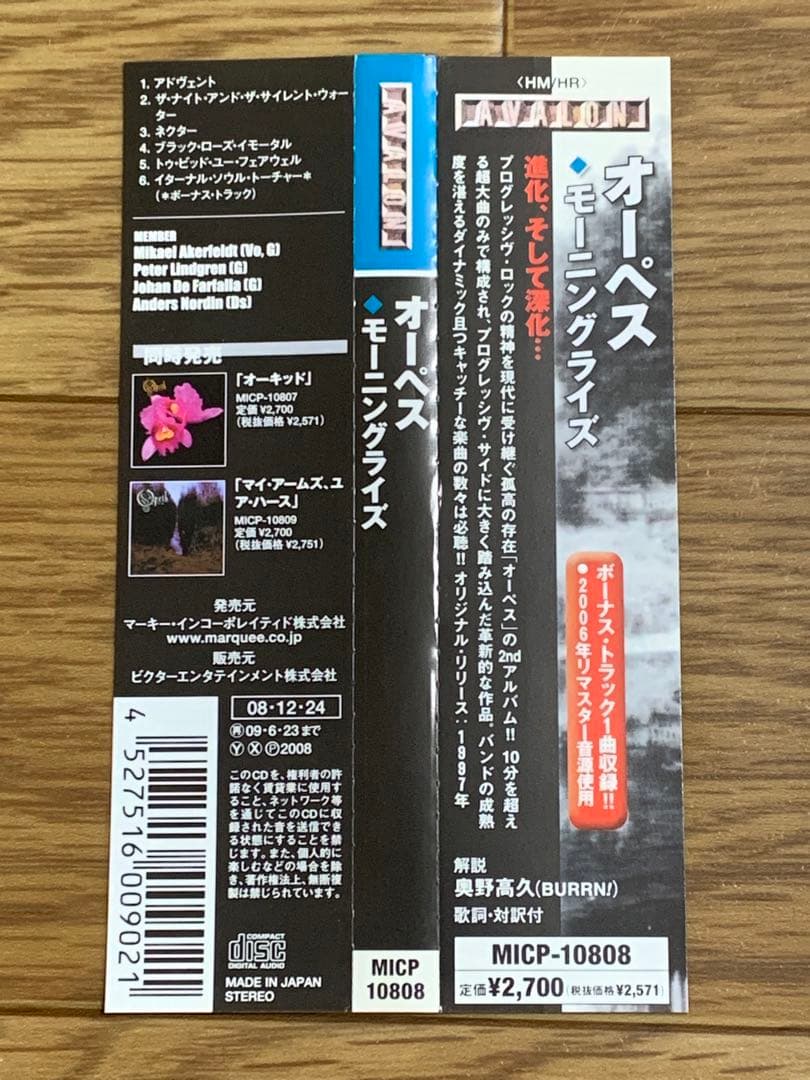 1. アドヴェント
2. ザ・ナイト・アンド・ザ・サイレント・ウォー
ター
3. ネクター
4. ブラック・ローズ・イモータル
5. トゥ・ビッド・ユー・フェアウェル
6. イターナル・ソウル・トーチャー*
(*ボーナス・トラック)
MEMBER
Mikael Akerfeldt (Vo, G)
Peter Lindgren (G)
Johan De Farfalla (G)
Anders Nordin (Ds)
同時発売
Opeth
「オーキッド」
MICP-10807
定価 ¥2,700
(税抜価格 ¥2,571)
Opeth
「マイ・アームズ、ユ
ア・ハース」
MICP-10809
定価 ¥2,700
(税抜価格 ¥2,751)
発売元
マーキー・インコーポレイティド株式会社
www.marquee.co.jp
販売元
ビクターエンタテインメント株式会社
4 527516 009021
08・12・24
再09・6・23まで
Ⓨ Ⓧ Ⓟ2008
このCDを、権利者の許
諾なく賃貸業に使用
すること、ネットワーク等
を通じてこのCDに収
録された音を送信でき
る状態にすることを禁
じます。また、個人的に
楽しむなどの場合を除
き、著作権法上、無断複
製は禁じられています。
COMPACT
disc
DIGITAL AUDIO
MADE IN JAPAN
STEREO
AVALON
オーペス
◆モーニングライズ
MICP
10808
〈HM/HR〉
AVALON
オーペス
◆モーニングライズ
進化、そして深化…
プログレッシヴ・ロックの精神を現代に受け継ぐ孤高の存在「オーペス」の2ndアルバム!! 10分を超え
る超大曲のみで構成され、プログレッシヴ・サイドに大きく踏み込んだ革新的な作品。バンドの成熟
度を湛えるダイナミック且つキャッチーな楽曲の数々は必聴!! オリジナル・リリース:1997年
ボーナス・トラック1曲収録!!
●2006年リマスター音源使用
解説
奥野高久(BURRN!)
歌詞・対訳付
MICP-10808
定価¥2,700(税抜価格¥2,571)